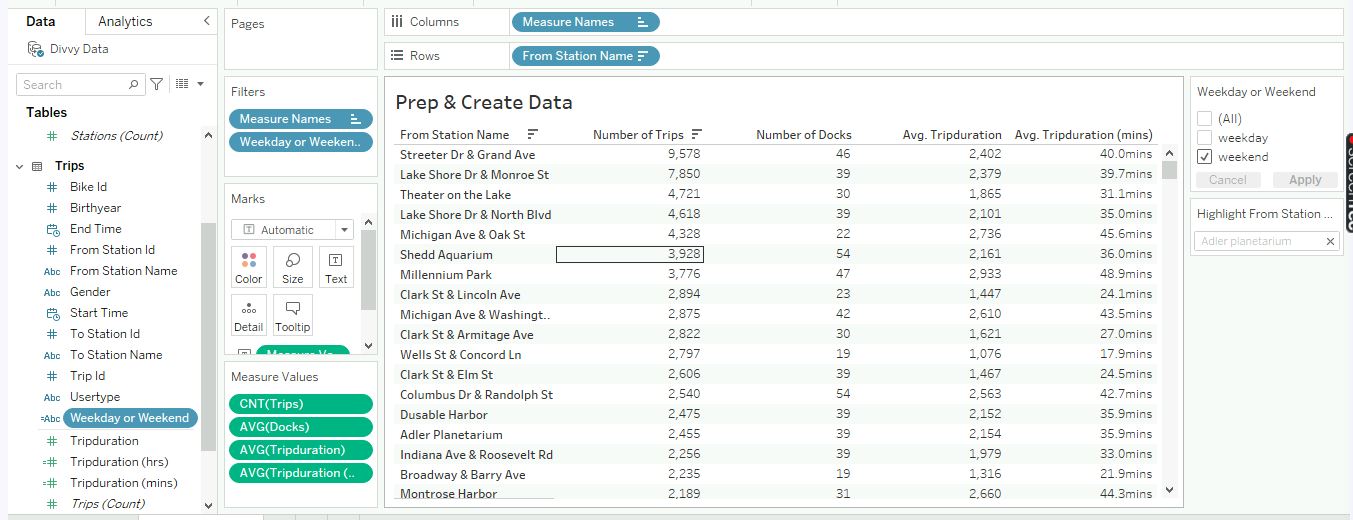 Data Analytics
Divvy Data
Search
Tables
Stations (Count)
Trips
Bike Id
Birthyear
End Time
From Station Id
Abc From Station Name
Abc Gender
Start Time
To Station Id
Abc To Station Name
Abc Trip Id
Abc Usertype
=Abc Weekday or Weekend
Tripduration
Tripduration (hrs)
Tripduration (mins)
Trips (Count)
Pages
Filters
Measure Names
Weekday or Weeken..
Marks
Automatic
Color Size Text
Detail Tooltip
Measure Values
CNT(Trips)
AVG(Docks)
AVG(Tripduration)
AVG(Tripduration (..
Columns Measure Names
Rows From Station Name
Prep & Create Data
From Station Name Number of Trips Number of Docks Avg. Tripduration Avg. Tripduration (mins)
Streeter Dr & Grand Ave 9,578 46 2,402 40.0mins
Lake Shore Dr & Monroe St 7,850 39 2,379 39.7mins
Theater on the Lake 4,721 30 1,865 31.1mins
Lake Shore Dr & North Blvd 4,618 39 2,101 35.0mins
Michigan Ave & Oak St 4,328 22 2,736 45.6mins
Shedd Aquarium 3,928 54 2,161 36.0mins
Millennium Park 3,776 47 2,933 48.9mins
Clark St & Lincoln Ave 2,894 23 1,447 24.1mins
Michigan Ave & Washingt.. 2,875 42 2,610 43.5mins
Clark St & Armitage Ave 2,822 30 1,621 27.0mins
Wells St & Concord Ln 2,797 19 1,076 17.9mins
Clark St & Elm St 2,606 39 1,467 24.5mins
Columbus Dr & Randolph St 2,540 54 2,563 42.7mins
Dusable Harbor 2,475 39 2,152 35.9mins
Adler Planetarium 2,455 39 2,154 35.9mins
Indiana Ave & Roosevelt Rd 2,256 39 1,979 33.0mins
Broadway & Barry Ave 2,235 19 1,316 21.9mins
Montrose Harbor 2,189 31 2,660 44.3mins
Weekday or Weekend
(All)
weekday
weekend
Cancel Apply
Highlight From Station ...
Adler planetarium